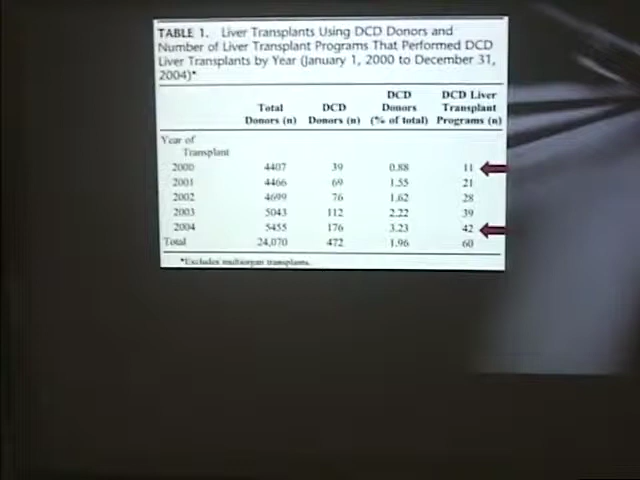 TABLE 1. Liver Transplants Using DCD Donors and
Number of Liver Transplant Programs That Performed DCD
Liver Transplants by Year (January 1, 2000 to December 31,
2004)*
Total Donors (n) DCD Donors (n) DCD Donors (% of total) DCD Liver Transplant Programs (n)
Year of
Transplant
2000 4407 39 0.88 11
2001 4466 69 1.55 21
2002 4699 76 1.62 28
2003 5043 112 2.22 39
2004 5455 176 3.23 42
Total 24,070 472 1.96 60
*Excludes multiorgan transplants.